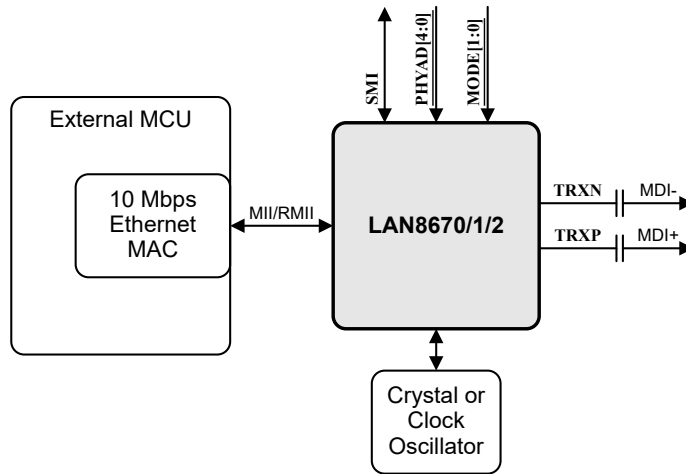 SMI
PHYAD[4:0]
MODE[1:0]
External MCU
10 Mbps
Ethernet
MAC
MII/RMII
LAN8670/1/2
TRXN
MDI-
TRXP
MDI+
Crystal or
Clock
Oscillator